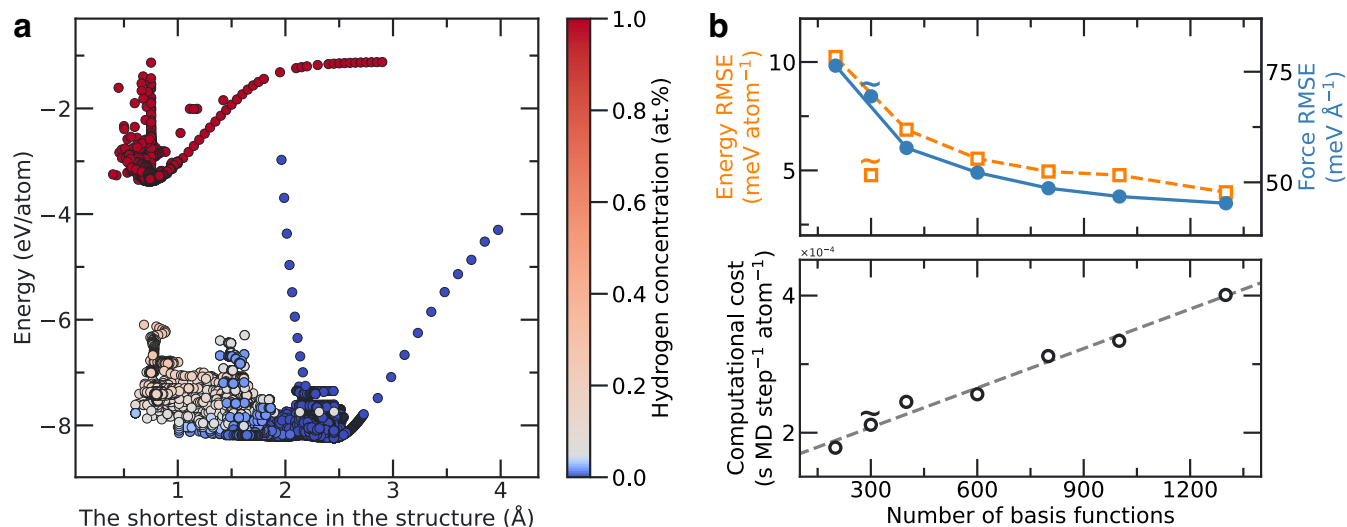 a
Energy (eV/atom)
−2
−4
−6
−8
1
2
3
4
The shortest distance in the structure (Å)
1.0
0.8
0.6
0.4
0.2
0.0
Hydrogen concentration (at.%)
b
Energy RMSE
(meV atom⁻¹)
10
5
~
~
75
50
Force RMSE
(meV Å⁻¹)
×10⁻⁴
Computational cost
(s MD step⁻¹ atom⁻¹)
4
2
~
300
600
900
1200
Number of basis functions